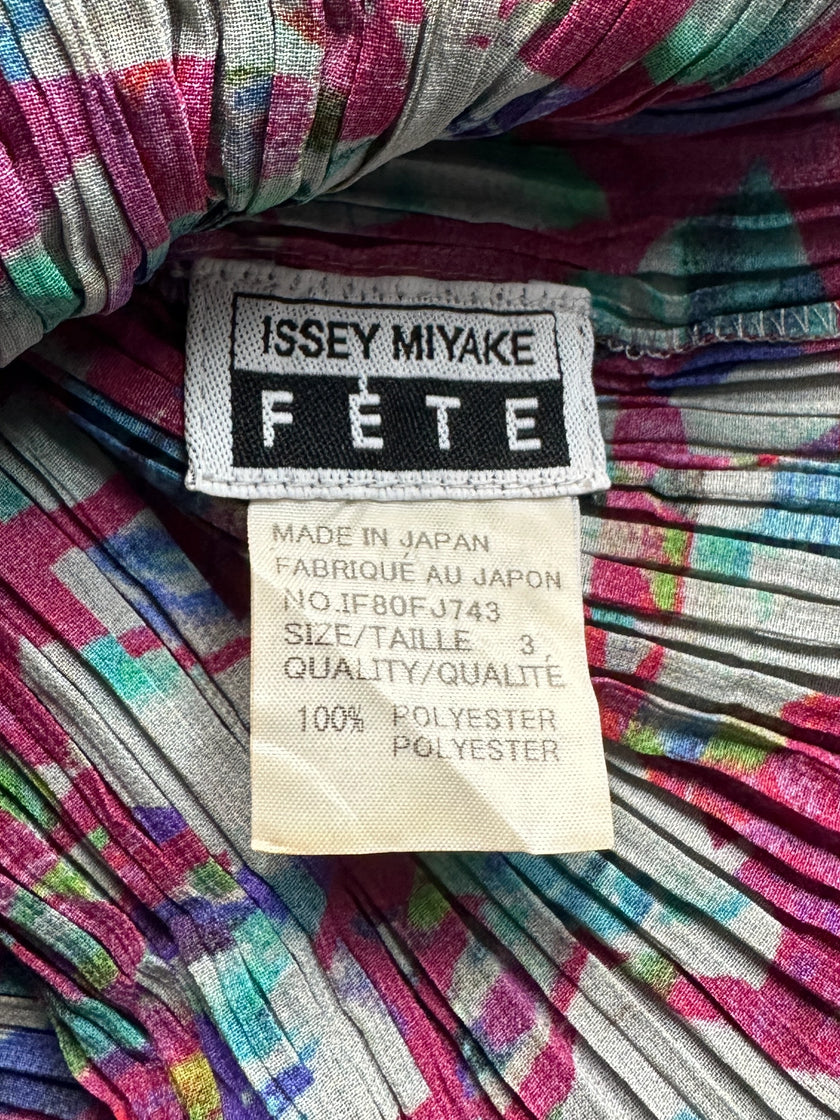 ISSEY MIYAKE
FÊTE
MADE IN JAPAN
FABRIQUÉ AU JAPON
NO.IF80FJ743
SIZE/TAILLE 3
QUALITY/QUALITÉ
100% POLYESTER
POLYESTER